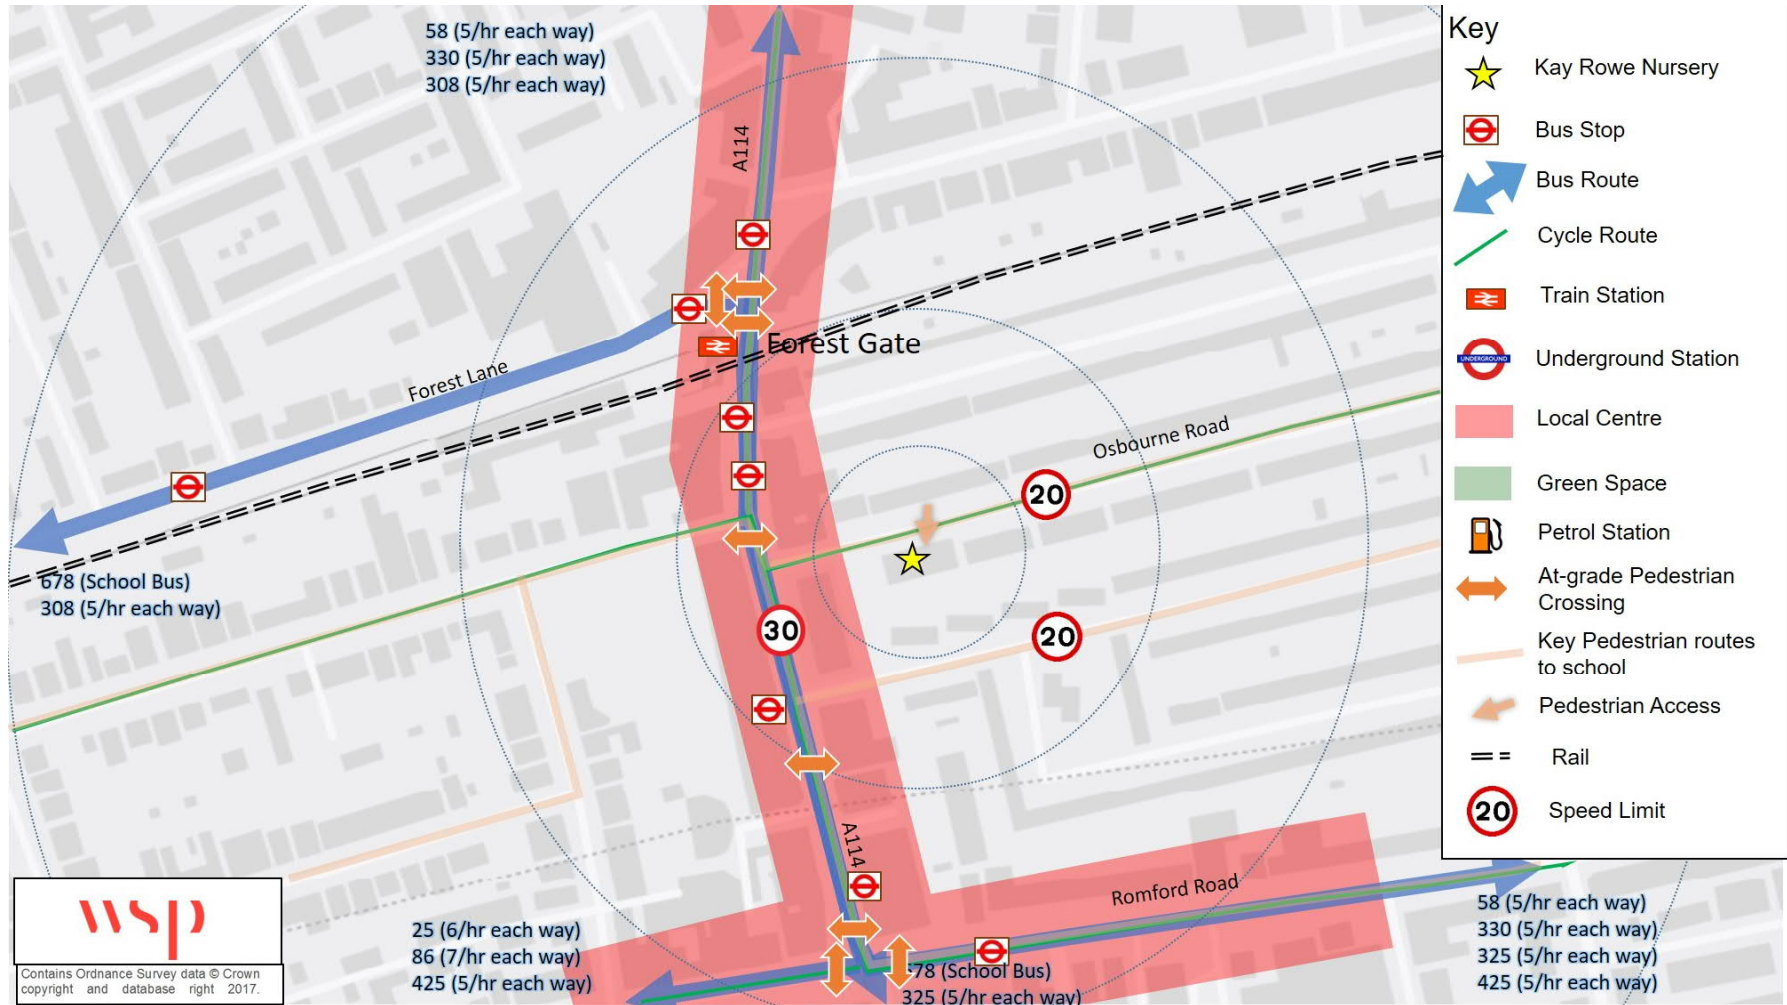 58 (5/hr each way)
330 (5/hr each way)
308 (5/hr each way)
A114
Forest Gate
Forest Lane
Osbourne Road
20
678 (School Bus)
308 (5/hr each way)
30
20
A114
Romford Road
25 (6/hr each way)
86 (7/hr each way)
425 (5/hr each way)
678 (School Bus)
325 (5/hr each way)
58 (5/hr each way)
330 (5/hr each way)
325 (5/hr each way)
425 (5/hr each way)
wsp
Contains Ordnance Survey data © Crown
copyright and database right 2017.
Key
Kay Rowe Nursery
Bus Stop
Bus Route
Cycle Route
Train Station
UNDERGROUND
Underground Station
Local Centre
Green Space
Petrol Station
At-grade Pedestrian
Crossing
Key Pedestrian routes
to school
Pedestrian Access
Rail
20
Speed Limit